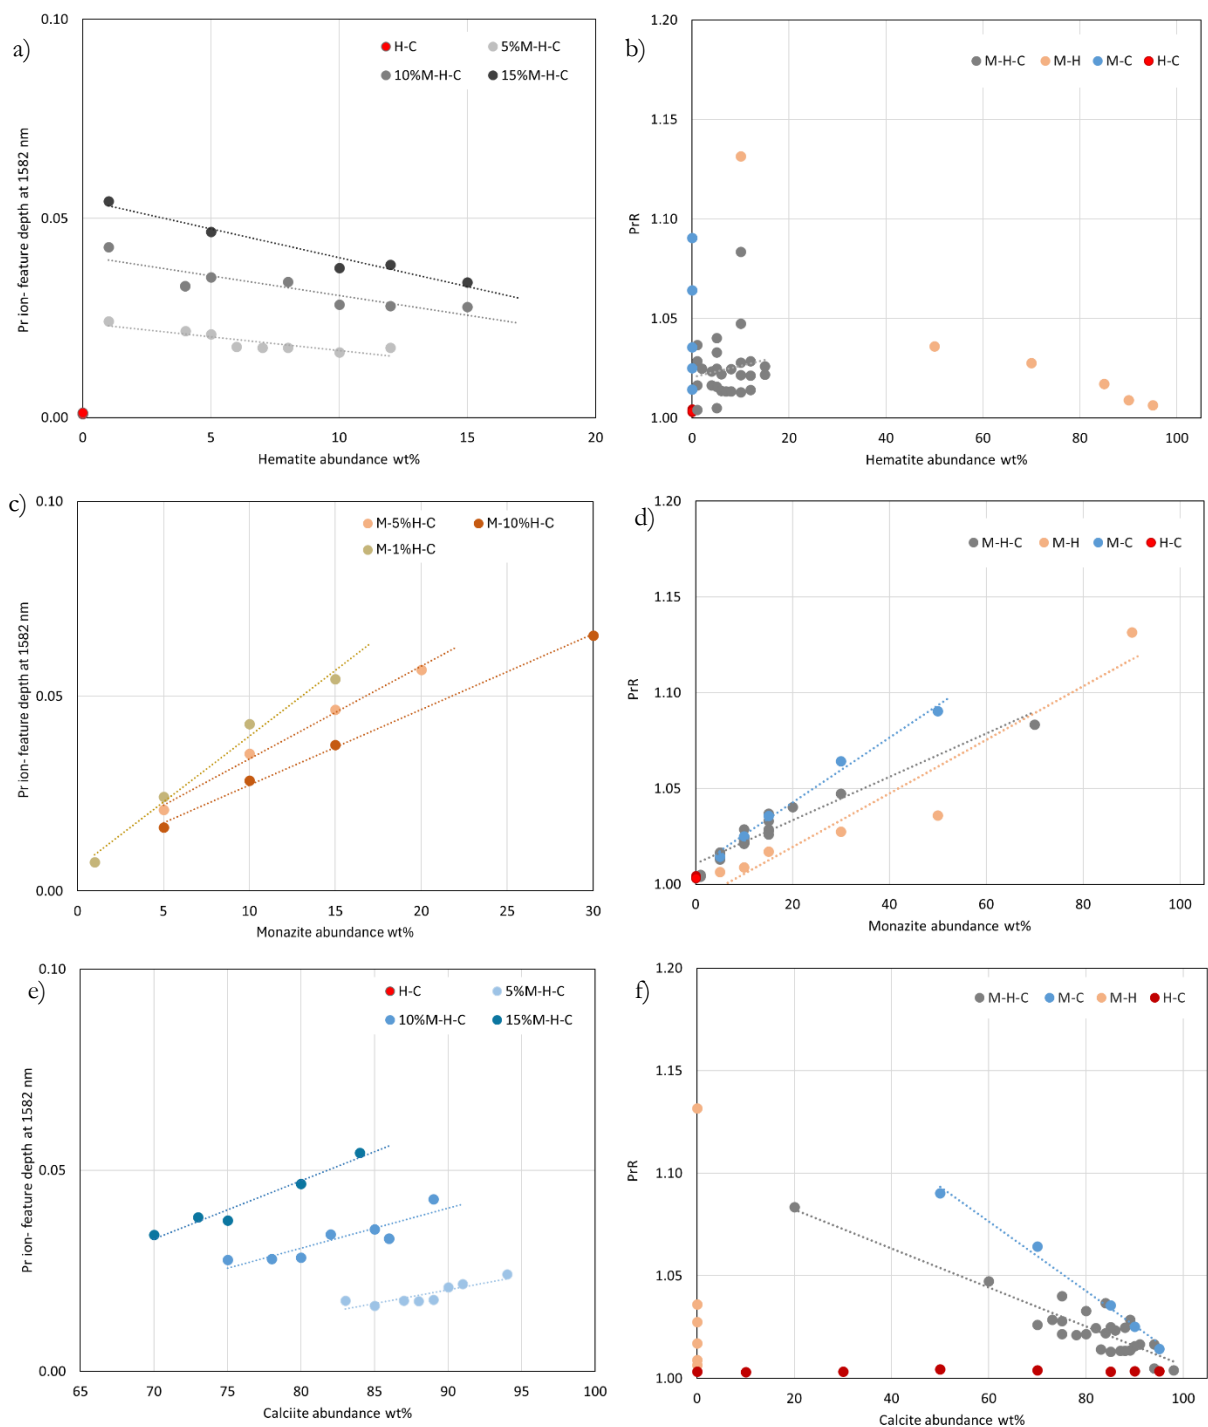 a)
0.10
0.05
0.00
Pr ion- feature depth at 1582 nm
H-C 5%M-H-C
10%M-H-C 15%M-H-C
0 5 10 15 20
Hematite abundance wt%
b)
1.20
1.15
1.10
1.05
1.00
PrR
M-H-C M-H M-C H-C
0 20 40 60 80 100
Hematite abundance wt%
c)
0.10
0.05
0.00
Pr ion- feature depth at 1582 nm
M-5%H-C M-10%H-C
M-1%H-C
0 5 10 15 20 25 30
Monazite abundance wt%
d)
1.20
1.15
1.10
1.05
1.00
PrR
M-H-C M-H M-C H-C
0 20 40 60 80 100
Monazite abundance wt%
e)
0.10
0.05
0.00
Pr ion- feature depth at 1582 nm
H-C 5%M-H-C
10%M-H-C 15%M-H-C
65 70 75 80 85 90 95 100
Calciite abundance wt%
f)
1.20
1.15
1.10
1.05
1.00
PrR
M-H-C M-C M-H H-C
0 20 40 60 80 100
Calcite abundance wt%